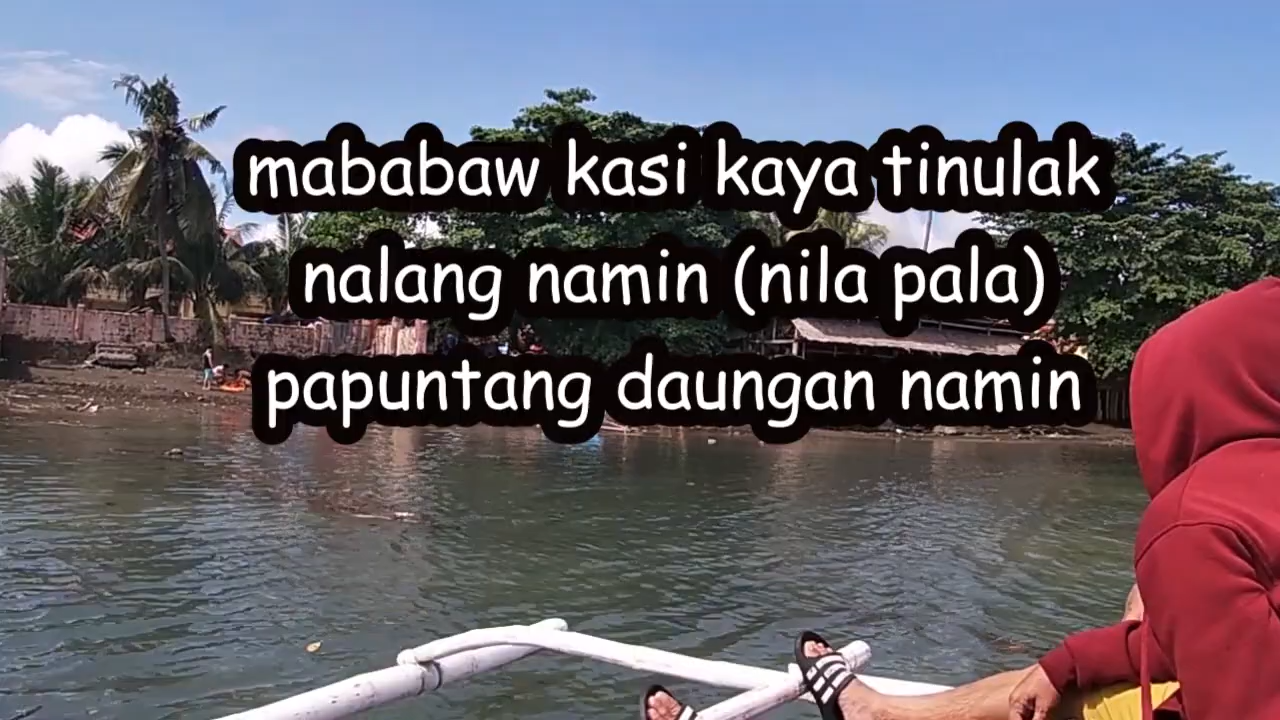 mababaw kasi kaya tinulak
nalang namin (nila pala)
papuntang daungan namin